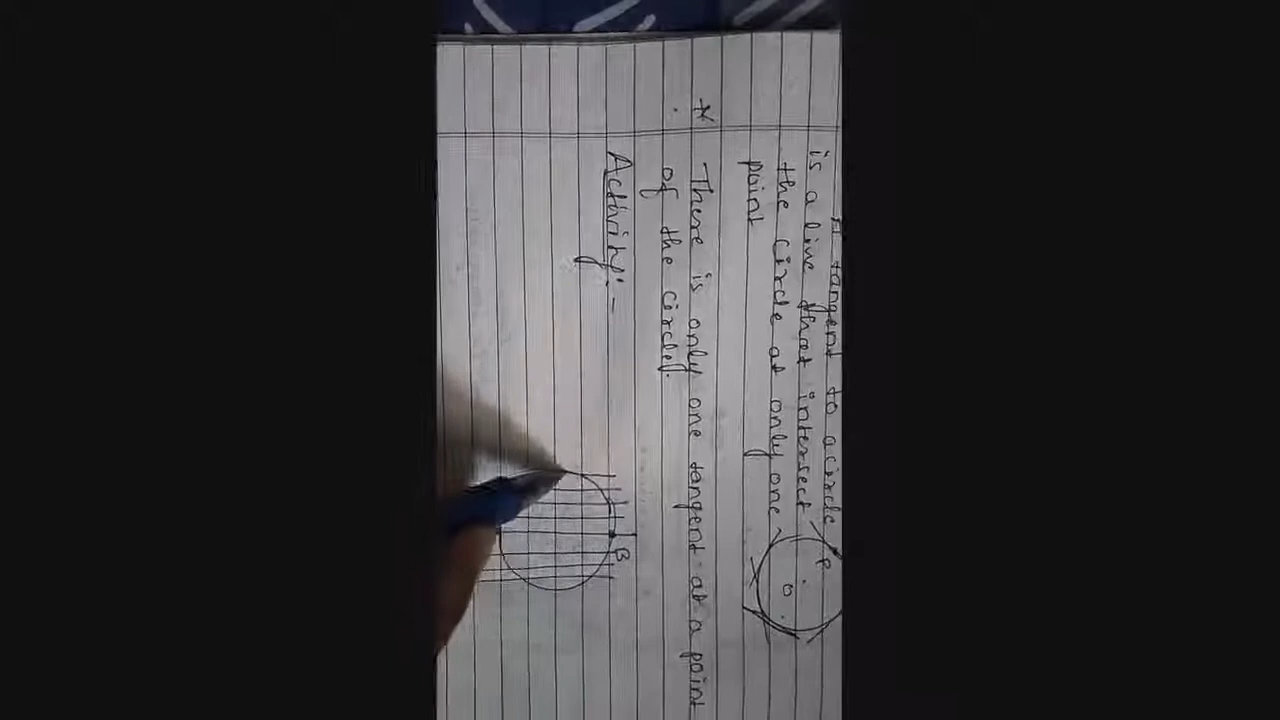 A tangent to a circle
is a line that intersect
the circle at only one
point
P
O
* There is only one tangent at a point
of the circle.
Activity:-
B